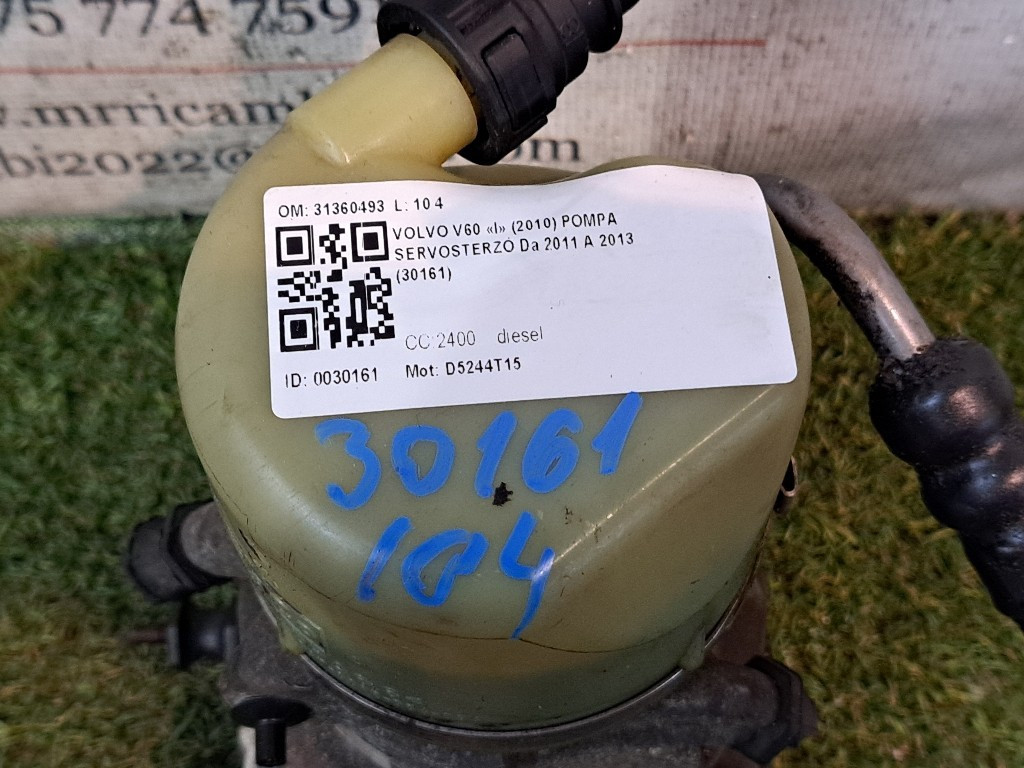 75 774 759
w.mrricamb
bi2022@ om
OM: 31360493 L: 10 4
VOLVO V60 «I» (2010) POMPA
SERVOSTERZO Da 2011 A 2013
(30161)
CC:2400 diesel
ID: 0030161 Mot: D5244T15
30161
104